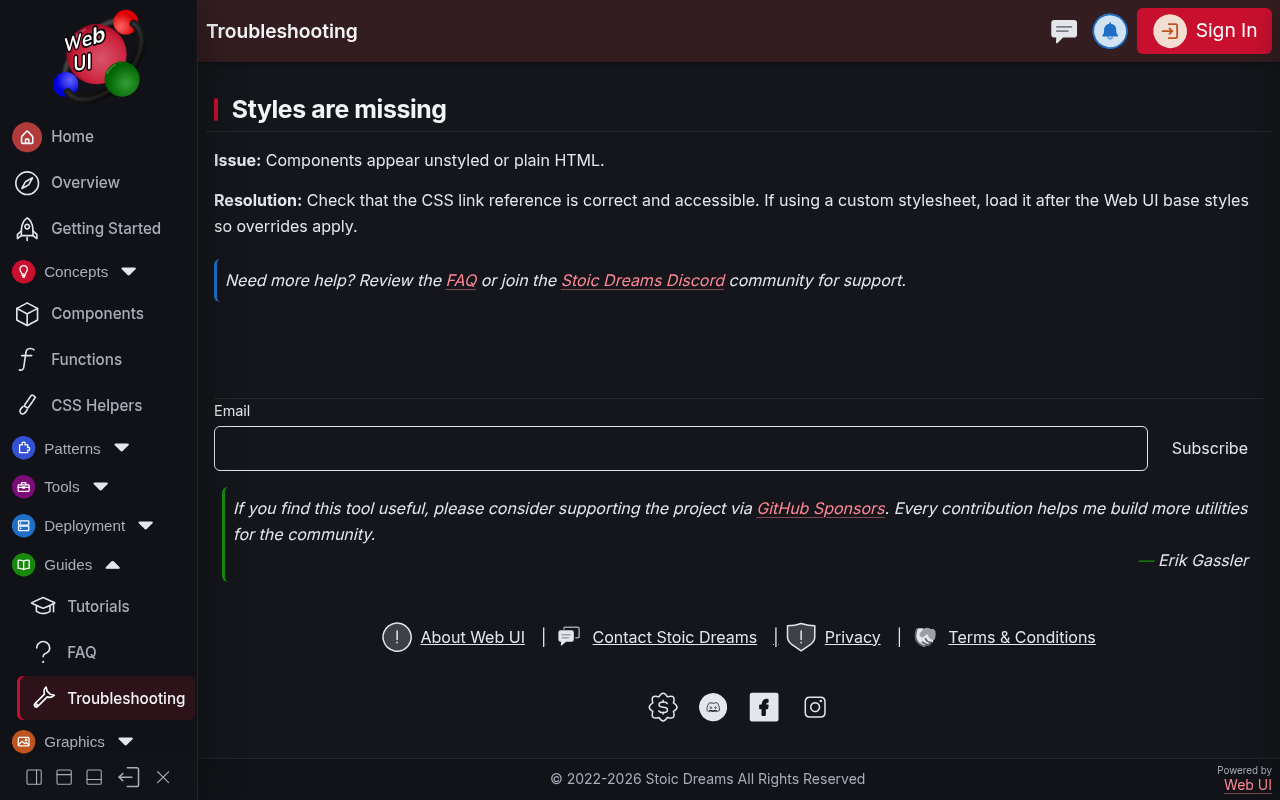 Web
UI
Home
Overview
Getting Started
Concepts
Components
Functions
CSS Helpers
Patterns
Tools
Deployment
Guides
Tutorials
FAQ
Troubleshooting
Graphics
Troubleshooting
Sign In
Styles are missing
Issue: Components appear unstyled or plain HTML.
Resolution: Check that the CSS link reference is correct and accessible. If using a custom stylesheet, load it after the Web UI base styles
so overrides apply.
Need more help? Review the FAQ or join the Stoic Dreams Discord community for support.
Email
Subscribe
If you find this tool useful, please consider supporting the project via GitHub Sponsors. Every contribution helps me build more utilities
for the community.
— Erik Gassler
About Web UI | Contact Stoic Dreams | Privacy | Terms & Conditions
© 2022-2026 Stoic Dreams All Rights Reserved
Powered by
Web UI